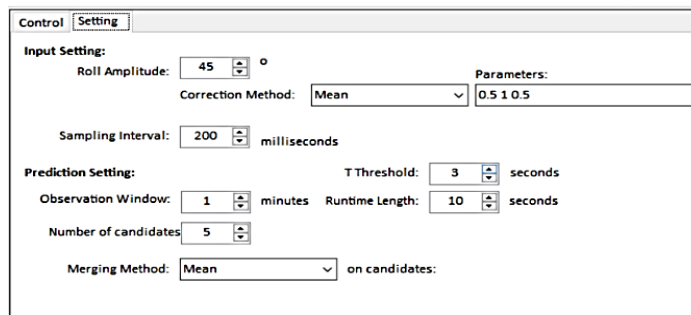 Control Setting
Input Setting:
Roll Amplitude: 45 °
Parameters:
Correction Method: Mean 0.5 1 0.5
Sampling Interval: 200 milliseconds
Prediction Setting: T Threshold: 3 seconds
Observation Window: 1 minutes Runtime Length: 10 seconds
Number of candidates 5
Merging Method: Mean on candidates: